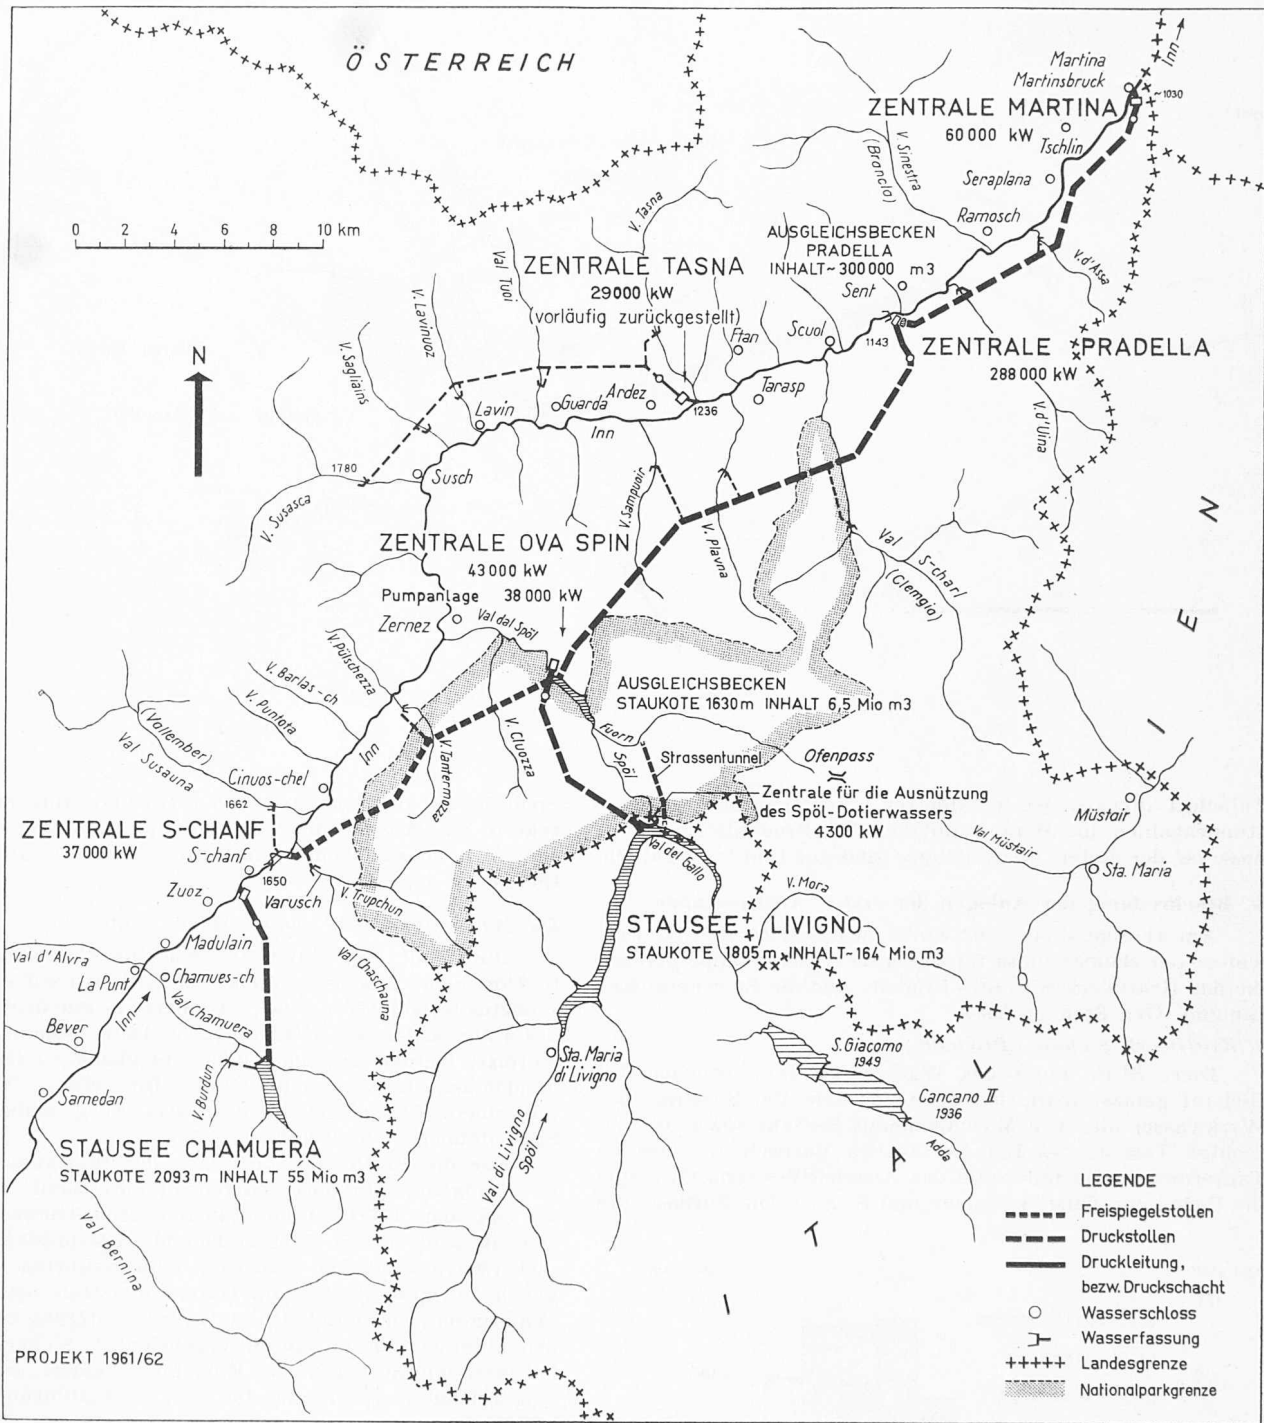 ÖSTERREICH
Inn
Martina
Martinsbruck
~1030
ZENTRALE MARTINA
60 000 kW
Tschlin
V. Sinestra
(Brancla)
Seraplana
Ramosch
V. d'Assa
0 2 4 6 8 10 km
V. Tasna
AUSGLEICHSBECKEN
PRADELLA
INHALT ~ 300 000 m3
Sent
Val Tuoi
ZENTRALE TASNA
29 000 kW
(vorläufig zurückgestellt)
V. Lavinuoz
V. Sagliains
Ftan
Scuol
1143
ZENTRALE PRADELLA
288 000 kW
N
Lavin
Guarda
Ardez
1236
Tarasp
V. d'Uina
Inn
1780
Susch
V. Susasca
V. Sampuoir
V. Plavna
Val S-charl
(Clemgia)
ZENTRALE OVA SPIN
43 000 kW
Pumpanlage 38 000 kW
Zernez
Val dal Spöl
V. Pülschezza
V. Barlas-ch
V. Puntota
(Vallember)
Val Susauna
Inn
V. Tantermozza
V. Cluozza
AUSGLEICHSBECKEN
STAUKOTE 1630 m INHALT 6,5 Mio m3
Fuorn
Spöl
Strassentunnel
Ofenpass
Cinuos-chel
1662
Zentrale für die Ausnützung
des Spöl-Dotierwassers
4300 kW
Müstair
Val Müstair
Sta. Maria
ZENTRALE S-CHANF
37 000 kW
S-chanf
1650
Varusch
Val del Gallo
V. Mora
Zuoz
V. Trupchun
Val Chaschauna
STAUSEE LIVIGNO
STAUKOTE 1805 m INHALT ~ 164 Mio m3
Madulain
Val d'Alvra
La Punt
Chamues-ch
Inn
Val Chamuera
Bever
V. Burdun
Samedan
Sta. Maria
di Livigno
S. Giacomo
1949
Cancano II
1936
Adda
STAUSEE CHAMUERA
STAUKOTE 2093 m INHALT 55 Mio m3
Val di Livigno
Spöl
Val Bernina
ITALIEN
LEGENDE
Freispiegelstollen
Druckstollen
Druckleitung,
bezw. Druckschacht
Wasserschloss
Wasserfassung
Landesgrenze
Nationalparkgrenze
PROJEKT 1961/62